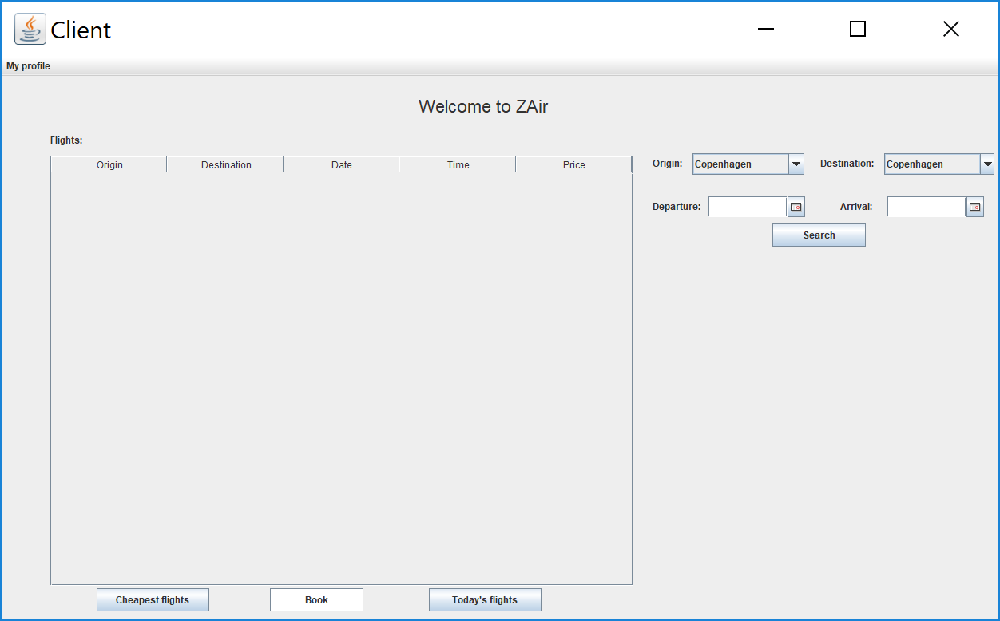 Client
My profile
Welcome to ZAir
Flights:
Origin Destination Date Time Price
Origin: Copenhagen Destination: Copenhagen
Departure: Arrival:
Search
Cheapest flights Book Today's flights